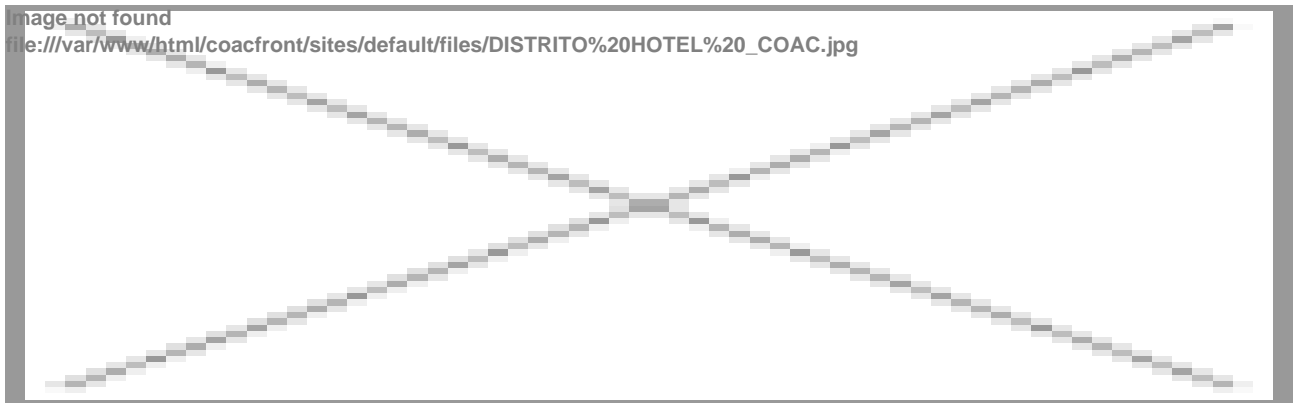 Image not found
file:///var/www/html/coacfront/sites/default/files/DISTRITO%20HOTEL%20_COAC.jpg